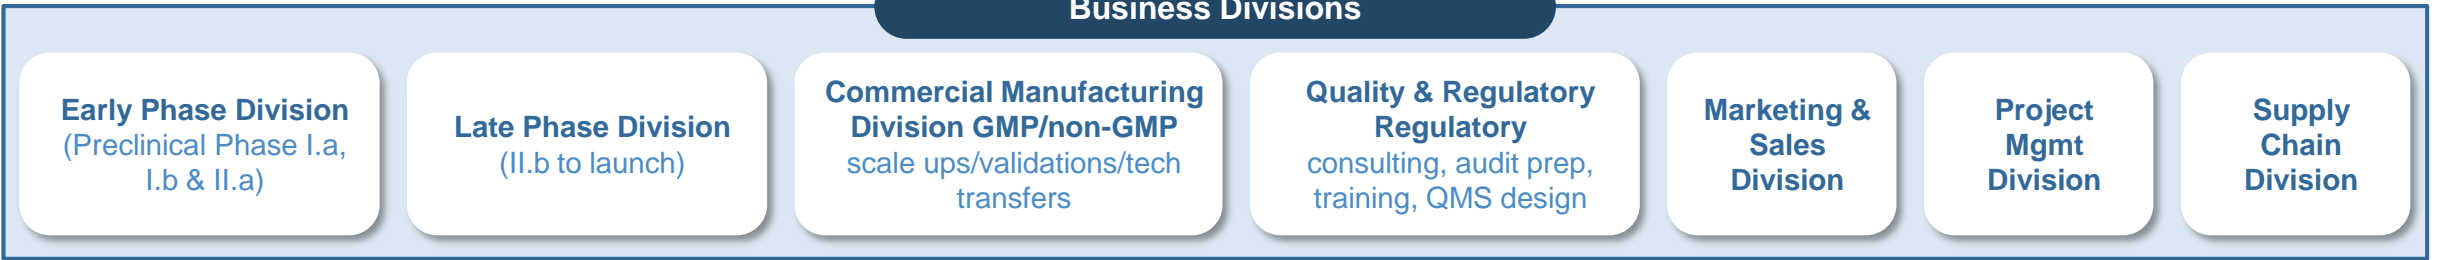 Business Divisions
Early Phase Division
(Preclinical Phase I.a,
I.b & II.a)
Late Phase Division
(II.b to launch)
Commercial Manufacturing
Division GMP/non-GMP
scale ups/validations/tech
transfers
Quality & Regulatory
Regulatory
consulting, audit prep,
training, QMS design
Marketing &
Sales
Division
Project
Mgmt
Division
Supply
Chain
Division